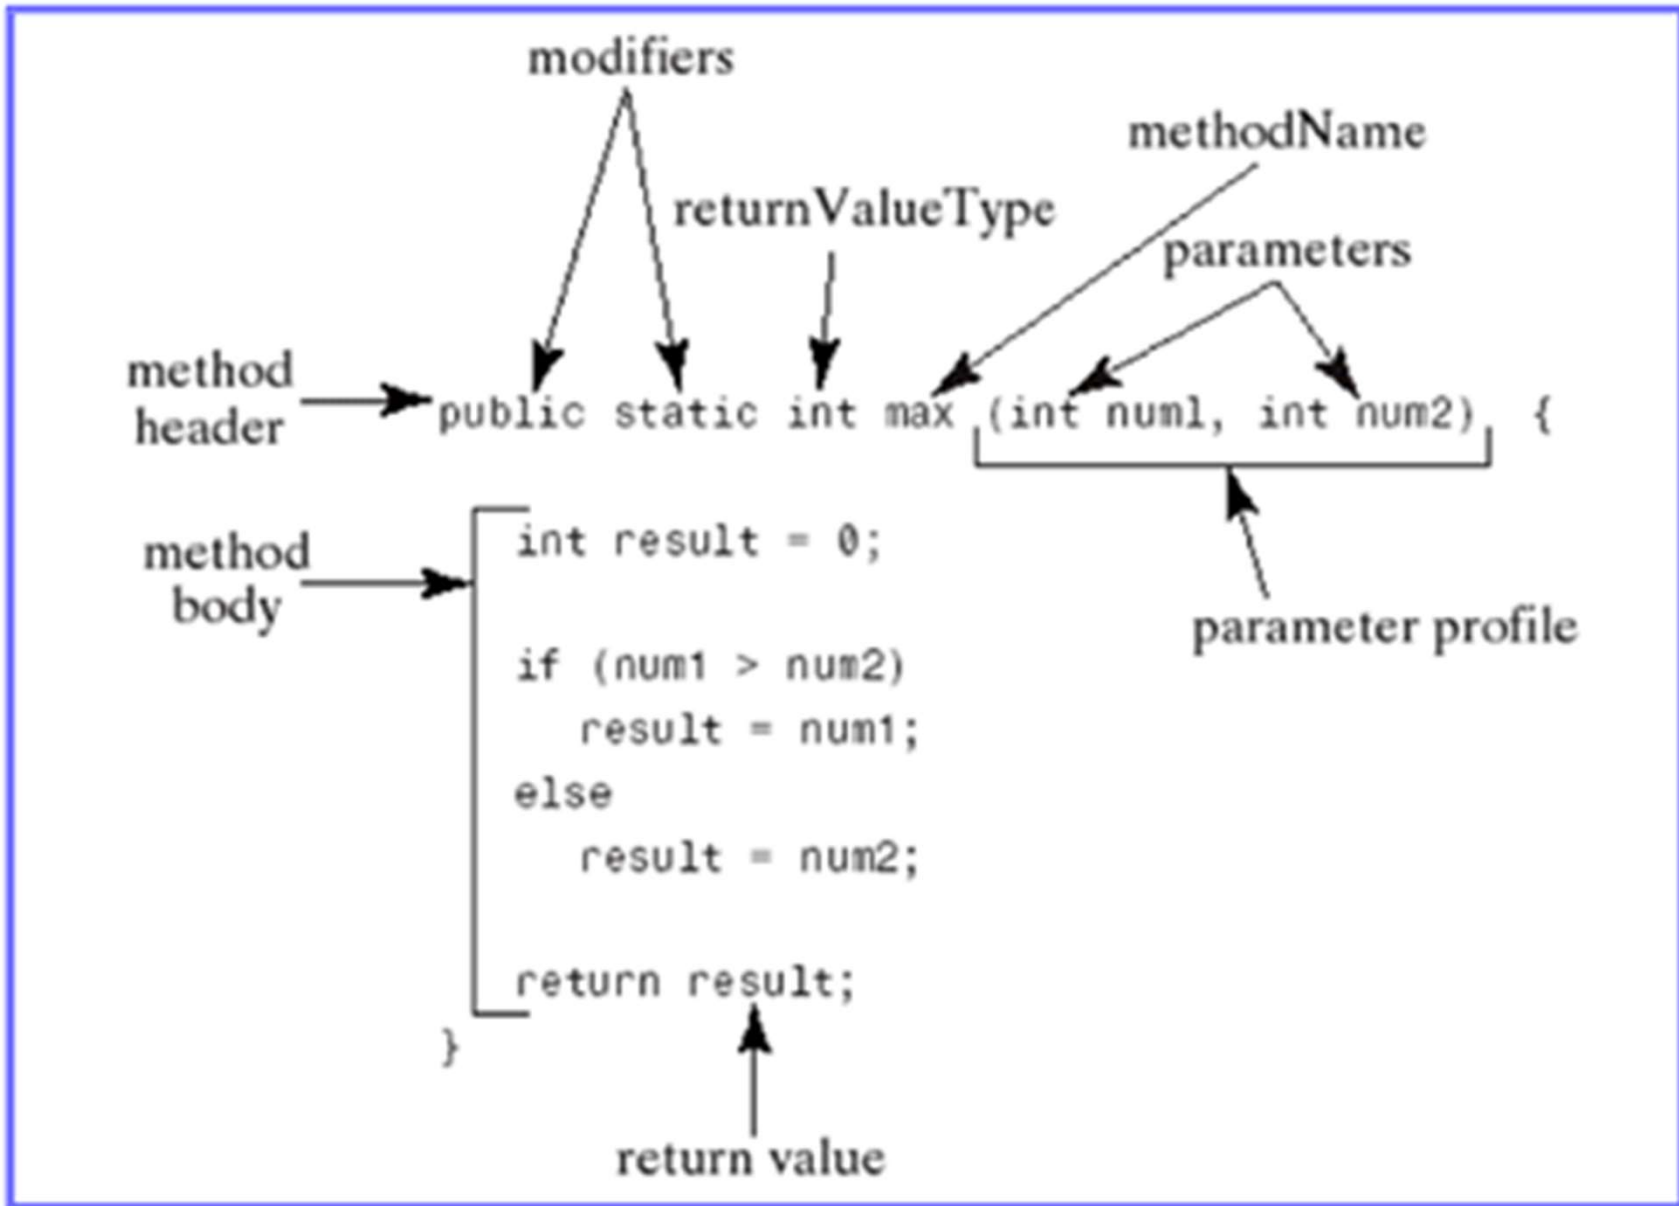 modifiers
methodName
returnValueType
parameters
method
header
public static int max (int num1, int num2) {
method
body
int result = 0;
parameter profile
if (num1 > num2)
result = num1;
else
result = num2;
return result;
}
return value